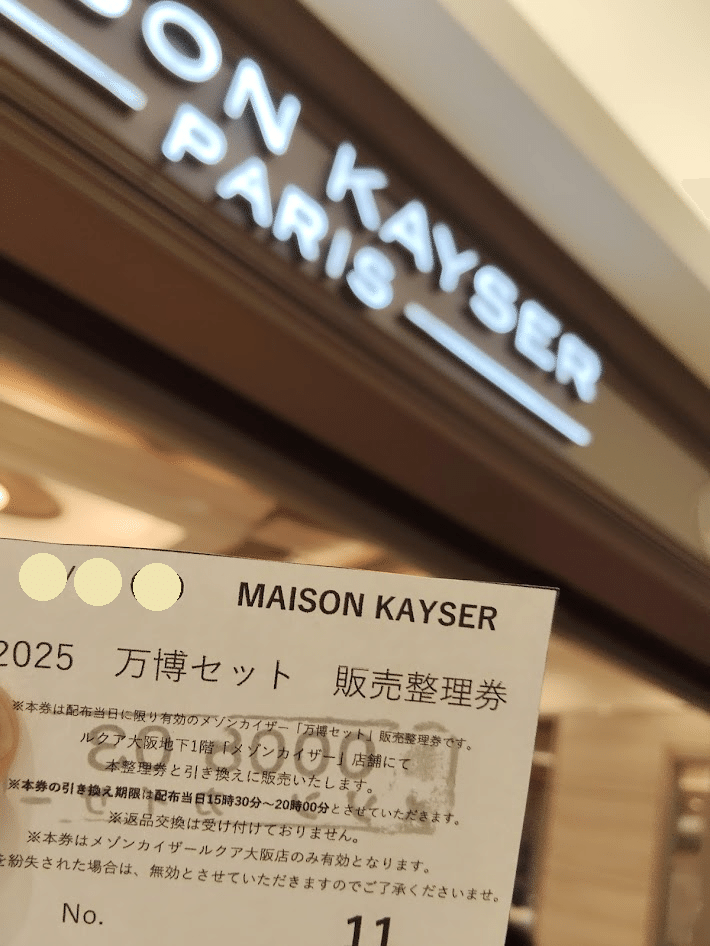 SON KAYSER
PARIS
MAISON KAYSER
2025 万博セット 販売整理券
※本券は配布当日に限り有効のメゾンカイザー「万博セット」販売整理券です。
ルクア大阪地下1階「メゾンカイザー」店舗にて
本整理券と引き換えに販売いたします。
※本券の引き換え期限は配布当日15時30分～20時00分とさせていただきます。
※返品交換は受け付けておりません。
※本券はメゾンカイザールクア大阪店のみ有効となります。
を紛失された場合は、無効とさせていただきますのでご了承くださいませ。
No. 11